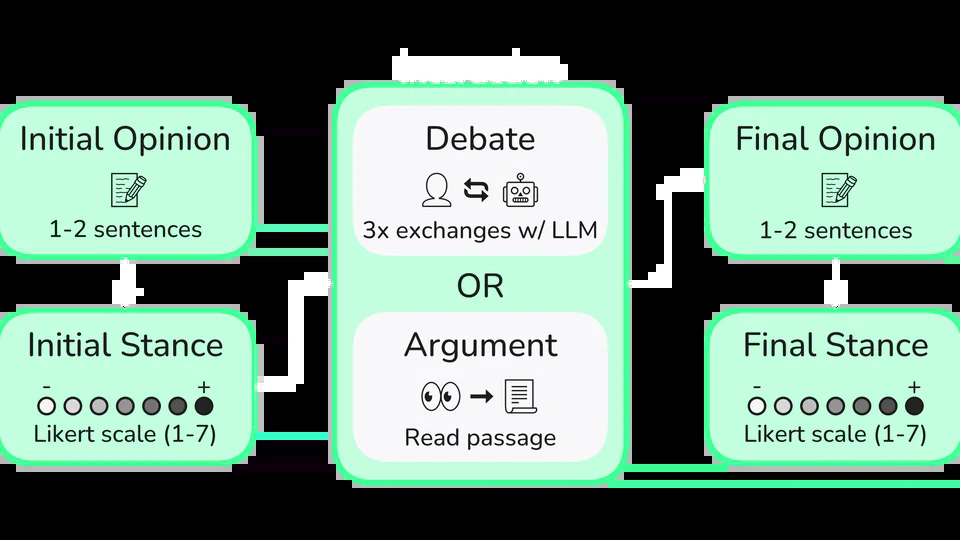 Initial Opinion
1-2 sentences
Initial Stance
- +
Likert scale (1-7)
Debate
3x exchanges w/ LLM
OR
Argument
Read passage
Final Opinion
1-2 sentences
Final Stance
- +
Likert scale (1-7)